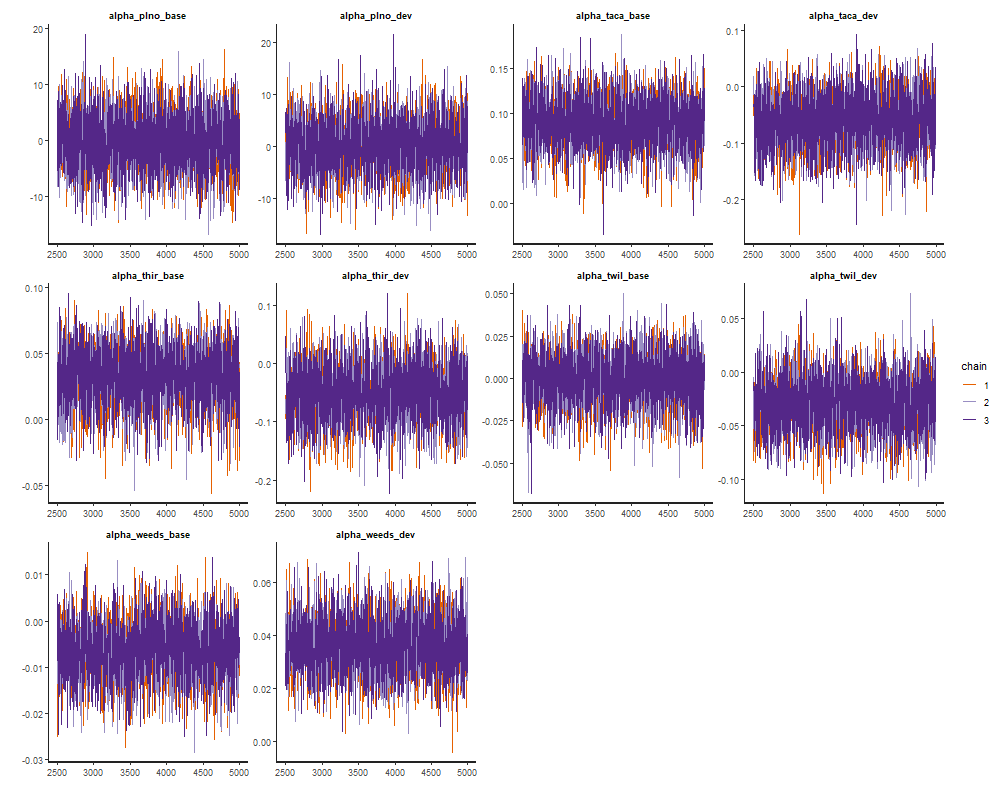 alpha_plno_base
20
10
0
-10
2500 3000 3500 4000 4500 5000
alpha_plno_dev
20
10
0
-10
2500 3000 3500 4000 4500 5000
alpha_taca_base
0.15
0.10
0.05
0.00
2500 3000 3500 4000 4500 5000
alpha_taca_dev
0.1
0.0
-0.1
-0.2
2500 3000 3500 4000 4500 5000
alpha_thir_base
0.10
0.05
0.00
-0.05
2500 3000 3500 4000 4500 5000
alpha_thir_dev
0.1
0.0
-0.1
-0.2
2500 3000 3500 4000 4500 5000
alpha_twil_base
0.050
0.025
0.000
-0.025
-0.050
2500 3000 3500 4000 4500 5000
alpha_twil_dev
0.05
0.00
-0.05
-0.10
2500 3000 3500 4000 4500 5000
chain
1
2
3
alpha_weeds_base
0.01
0.00
-0.01
-0.02
-0.03
2500 3000 3500 4000 4500 5000
alpha_weeds_dev
0.06
0.04
0.02
0.00
2500 3000 3500 4000 4500 5000